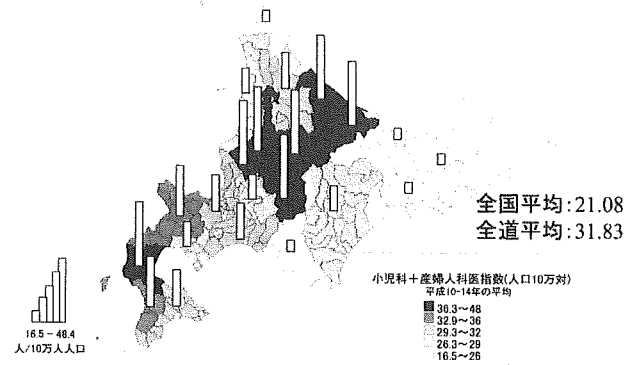 全国平均:21.08
全道平均:31.83
小児科+産婦人科医指数(人口10万対)
平成10-14年の平均
36.3～48
32.9～36
29.3～32
26.3～29
16.5～26
16.5 - 48.4
人/10万人人口